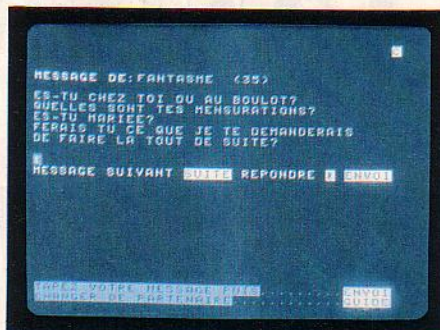 C
MESSAGE DE:FANTASME (35)
ES-TU CHEZ TOI OU AU BOULOT?
QUELLES SONT TES MENSURATIONS?
ES-TU MARIEE?
FERAIS TU CE QUE JE TE DEMANDERAIS
DE FAIRE LA TOUT DE SUITE?
MESSAGE SUIVANT SUITE REPONDRE ENVOI
TAPEZ VOTRE MESSAGE PUIS............ENVOI
CHANGER DE PARTENAIRE...............GUIDE